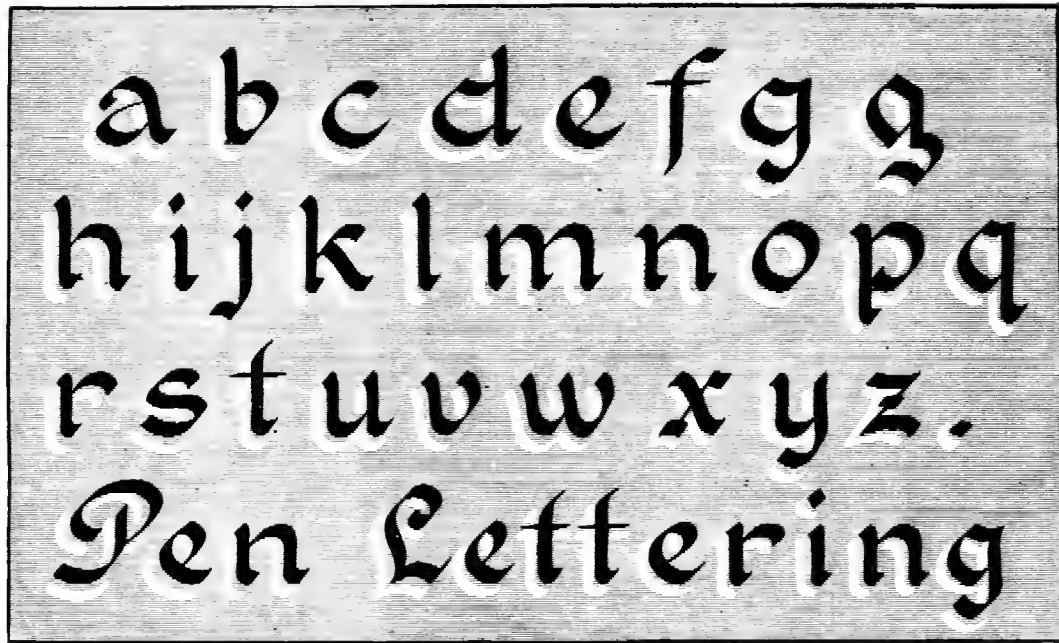 a b c d e f g g
h i j k l m n o p q
r s t u v w x y z .
Pen Lettering